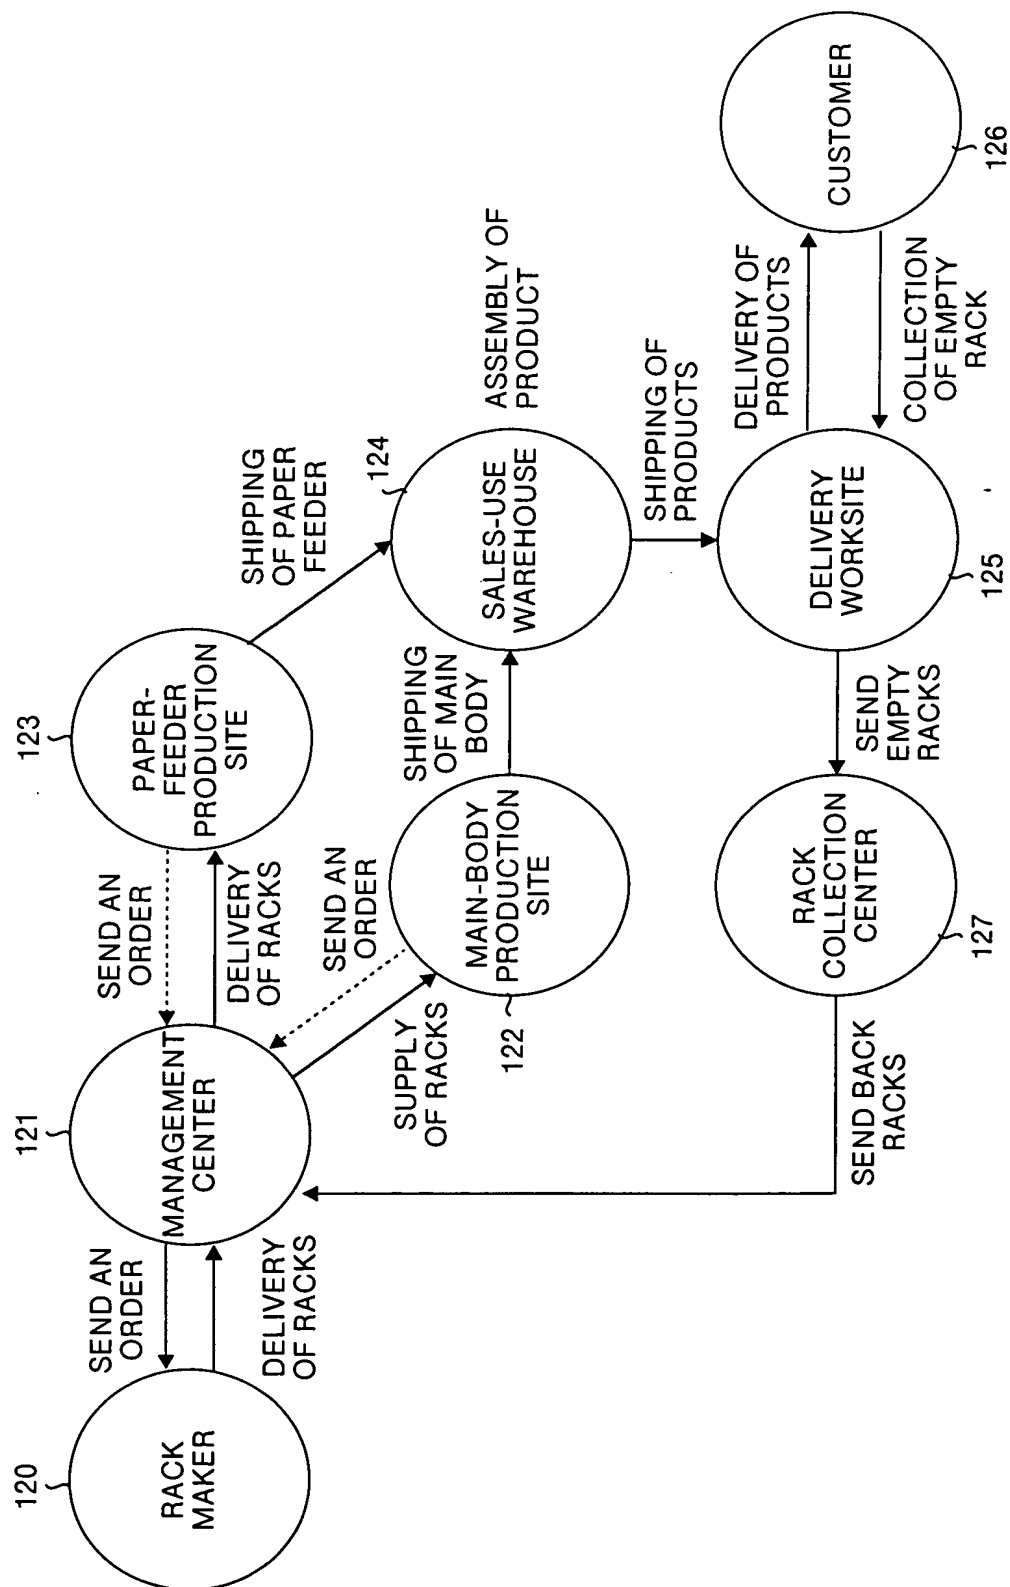 120
RACK
MAKER
SEND AN
ORDER
DELIVERY
OF RACKS
121
MANAGEMENT
CENTER
SEND AN
ORDER
DELIVERY
OF RACKS
123
PAPER-
FEEDER
PRODUCTION
SITE
SHIPPING
OF PAPER
FEEDER
SEND AN
ORDER
SUPPLY
OF RACKS
122
MAIN-BODY
PRODUCTION
SITE
SHIPPING
OF MAIN
BODY
124
SALES-USE
WAREHOUSE
ASSEMBLY OF
PRODUCT
SHIPPING OF
PRODUCTS
SEND BACK
RACKS
RACK
COLLECTION
CENTER
127
SEND
EMPTY
RACKS
DELIVERY
WORKSITE
125
DELIVERY OF
PRODUCTS
COLLECTION
OF EMPTY
RACK
CUSTOMER
126